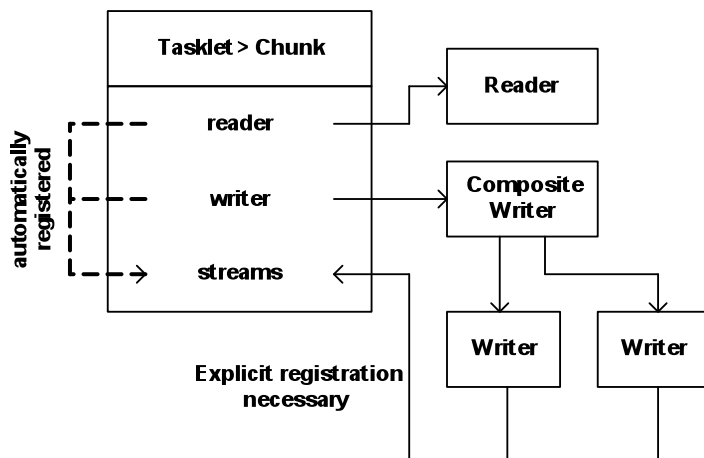 Tasklet > Chunk
Reader
reader
automatically
registered
writer
Composite
Writer
streams
Writer
Writer
Explicit registration
necessary